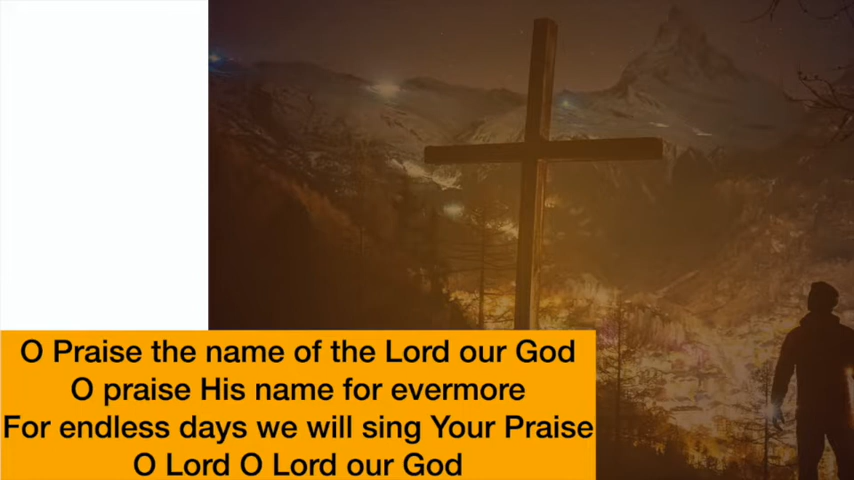 O Praise the name of the Lord our God
O praise His name for evermore
For endless days we will sing Your Praise
O Lord O Lord our God